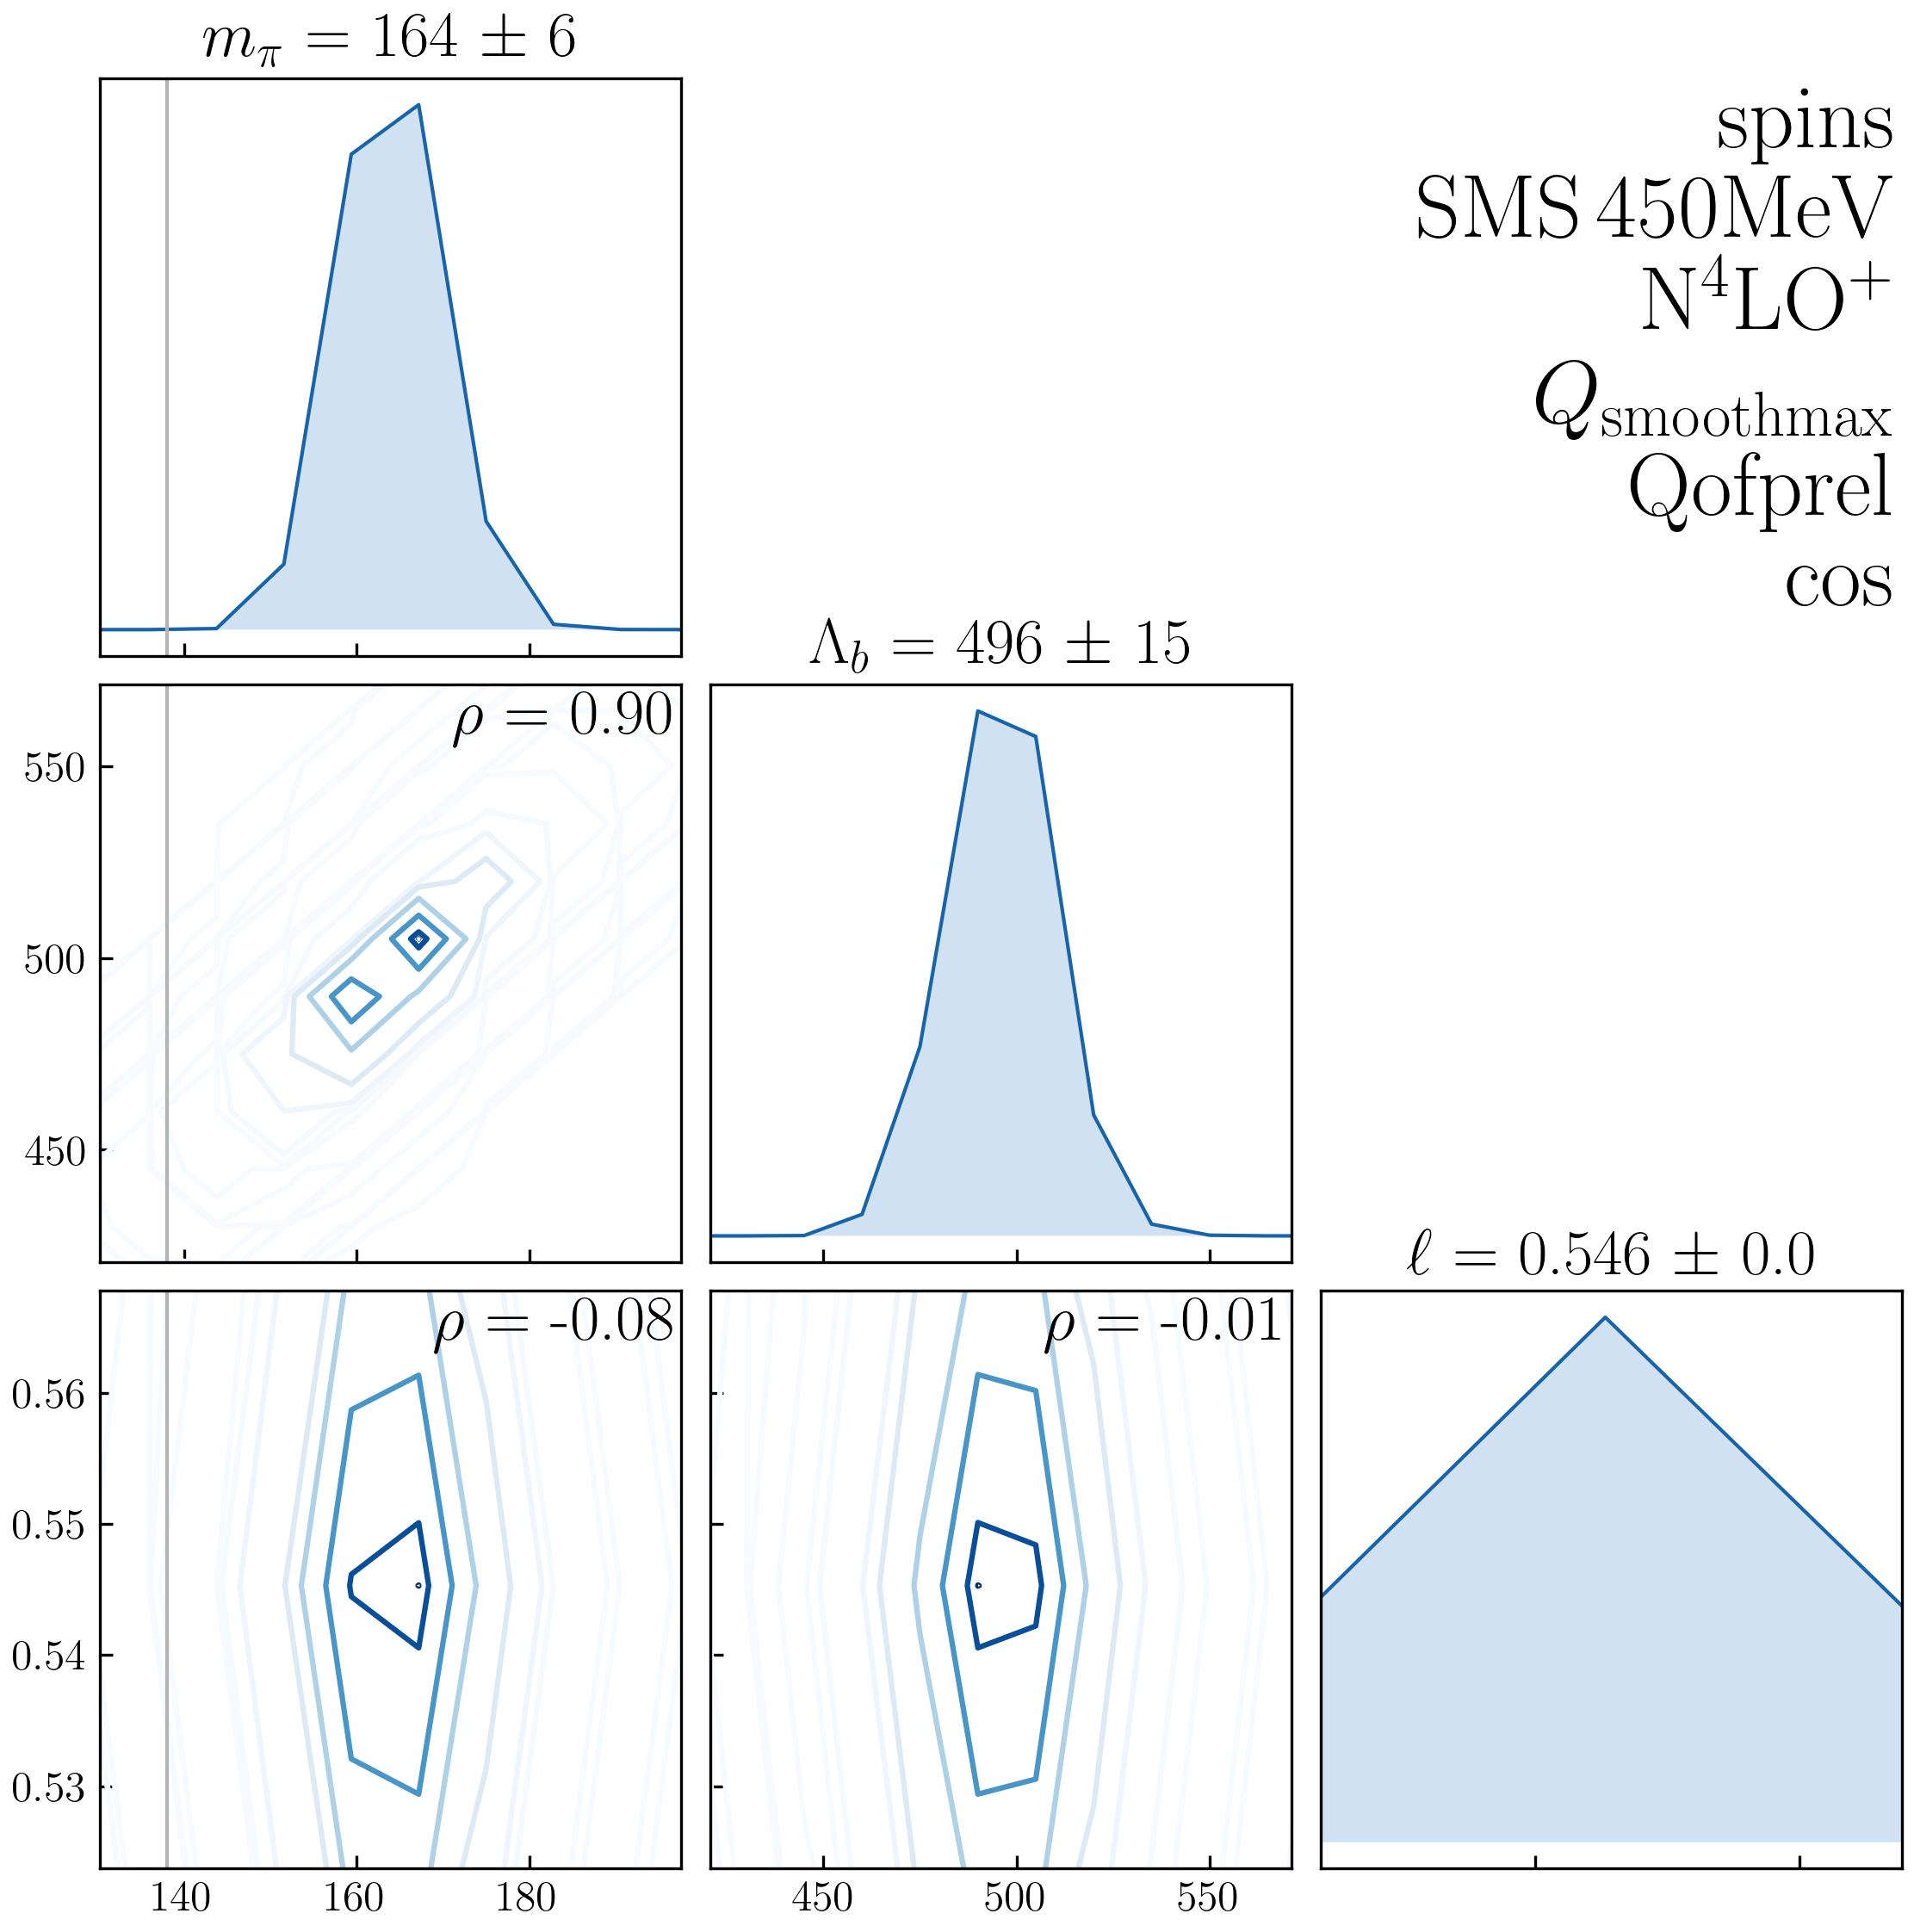 m_π = 164 ± 6
spins
SMS 450MeV
N⁴LO⁺
Q_smoothmax
Qofprel
cos
Λ_b = 496 ± 15
ρ = 0.90
550
500
450
ℓ = 0.546 ± 0.0
ρ = -0.08
ρ = -0.01
0.56
0.55
0.54
0.53
140 160 180
450 500 550